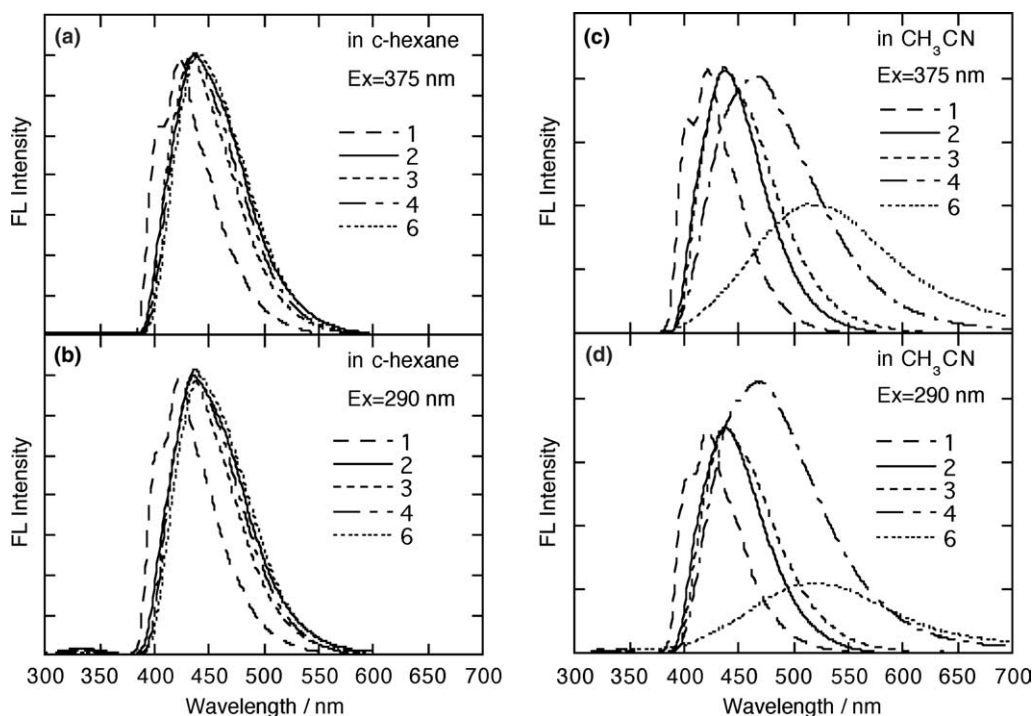 (a)
in c-hexane
Ex=375 nm
1
2
3
4
6
FL Intensity
(b)
in c-hexane
Ex=290 nm
1
2
3
4
6
FL Intensity
300 350 400 450 500 550 600 650 700
Wavelength / nm
(c)
in CH₃CN
Ex=375 nm
1
2
3
4
6
FL Intensity
(d)
in CH₃CN
Ex=290 nm
1
2
3
4
6
FL Intensity
300 350 400 450 500 550 600 650 700
Wavelength / nm